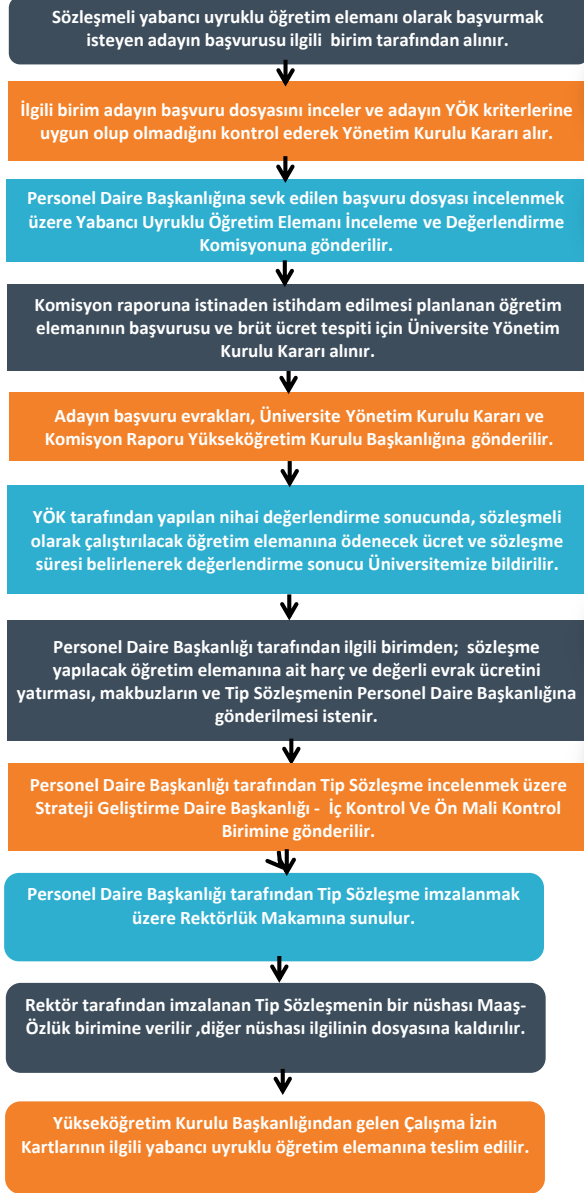 Sözleşmeli yabancı uyruklu öğretim elemanı olarak başvurmak
isteyen adayın başvurusu ilgili birim tarafından alınır.
İlgili birim adayın başvuru dosyasını inceler ve adayın YÖK kriterlerine
uygun olup olmadığını kontrol ederek Yönetim Kurulu Kararı alır.
Personel Daire Başkanlığına sevk edilen başvuru dosyası incelenmek
üzere Yabancı Uyruklu Öğretim Elemanı İnceleme ve Değerlendirme
Komisyonuna gönderilir.
Komisyon raporuna istinaden istihdam edilmesi planlanan öğretim
elemanının başvurusu ve brüt ücret tespiti için Üniversite Yönetim
Kurulu Kararı alınır.
Adayın başvuru evrakları, Üniversite Yönetim Kurulu Kararı ve
Komisyon Raporu Yükseköğretim Kurulu Başkanlığına gönderilir.
YÖK tarafından yapılan nihai değerlendirme sonucunda, sözleşmeli
olarak çalıştırılacak öğretim elemanına ödenecek ücret ve sözleşme
süresi belirlenerek değerlendirme sonucu Üniversitemize bildirilir.
Personel Daire Başkanlığı tarafından ilgili birimden; sözleşme
yapılacak öğretim elemanına ait harç ve değerli evrak ücretini
yatırması, makbuzların ve Tip Sözleşmenin Personel Daire Başkanlığına
gönderilmesi istenir.
Personel Daire Başkanlığı tarafından Tip Sözleşme incelenmek üzere
Strateji Geliştirme Daire Başkanlığı - İç Kontrol Ve Ön Mali Kontrol
Birimine gönderilir.
Personel Daire Başkanlığı tarafından Tip Sözleşme imzalanmak
üzere Rektörlük Makamına sunulur.
Rektör tarafından imzalanan Tip Sözleşmenin bir nüshası Maaş-
Özlük birimine verilir ,diğer nüshası ilgilinin dosyasına kaldırılır.
Yükseköğretim Kurulu Başkanlığından gelen Çalışma İzin
Kartlarının ilgili yabancı uyruklu öğretim elemanına teslim edilir.